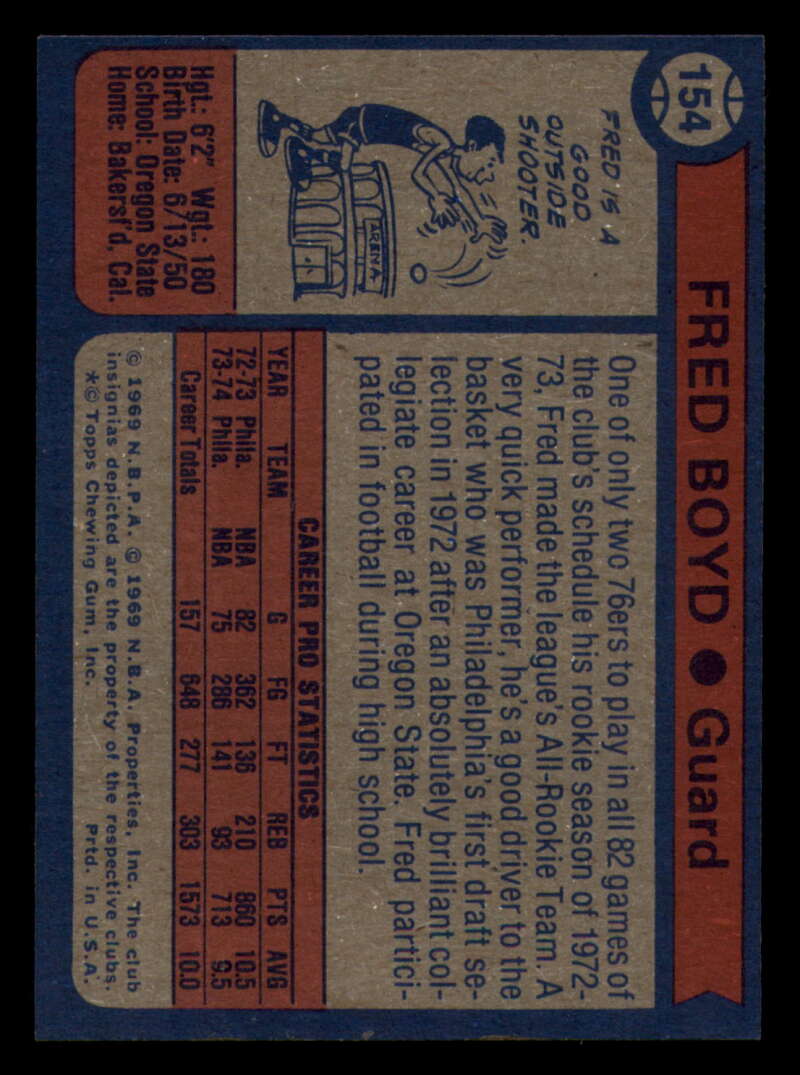 154
FRED BOYD ● Guard
FRED IS A
GOOD
OUTSIDE
SHOOTER.
ARENA
Hgt.: 6'2" Wgt.: 180
Birth Date: 6/13/50
School: Oregon State
Home: Bakersf'd, Cal.
One of only two 76ers to play in all 82 games of
the club's schedule his rookie season of 1972-
73, Fred made the league's All-Rookie Team. A
very quick performer, he's a good driver to the
basket who was Philadelphia's first draft se-
lection in 1972 after an absolutely brilliant col-
legiate career at Oregon State. Fred partici-
pated in football during high school.
CAREER PRO STATISTICS
YEAR TEAM G FG FT REB PTS AVG
72-73 Phila. NBA 82 362 136 210 860 10.5
73-74 Phila. NBA 75 286 141 93 713 9.5
Career Totals 157 648 277 303 1573 10.0
© 1969 N.B.P.A. © 1969 N.B.A. Properties, Inc. The club
insignias depicted are the property of the respective clubs.
*© Topps Chewing Gum, Inc. Prtd. in U.S.A.